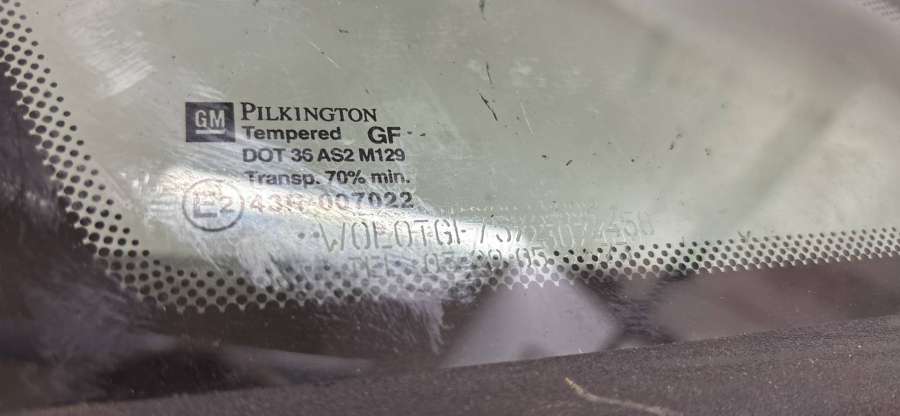 GM PILKINGTON
Tempered GF
DOT 36 AS2 M129
Transp. 70% min.
E2 43R-007022